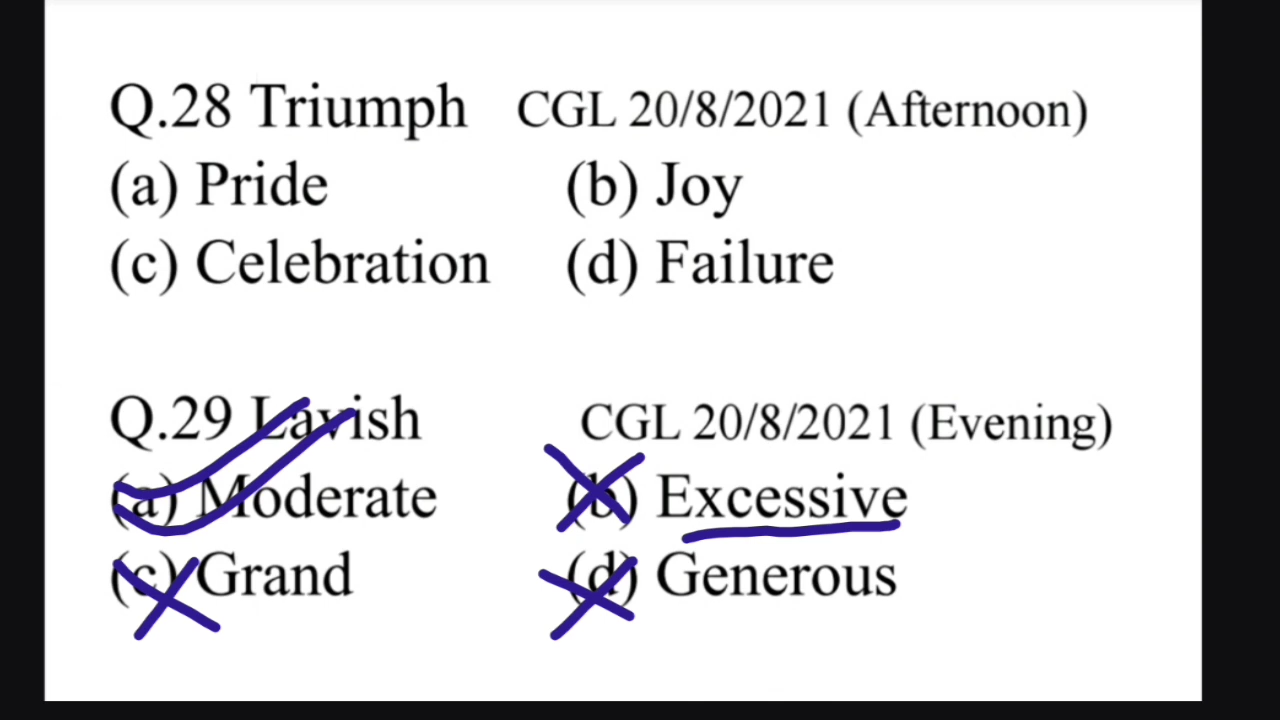 Q.28 Triumph CGL 20/8/2021 (Afternoon)
(a) Pride (b) Joy
(c) Celebration (d) Failure
Q.29 Lavish CGL 20/8/2021 (Evening)
(a) Moderate (b) Excessive
(c) Grand (d) Generous